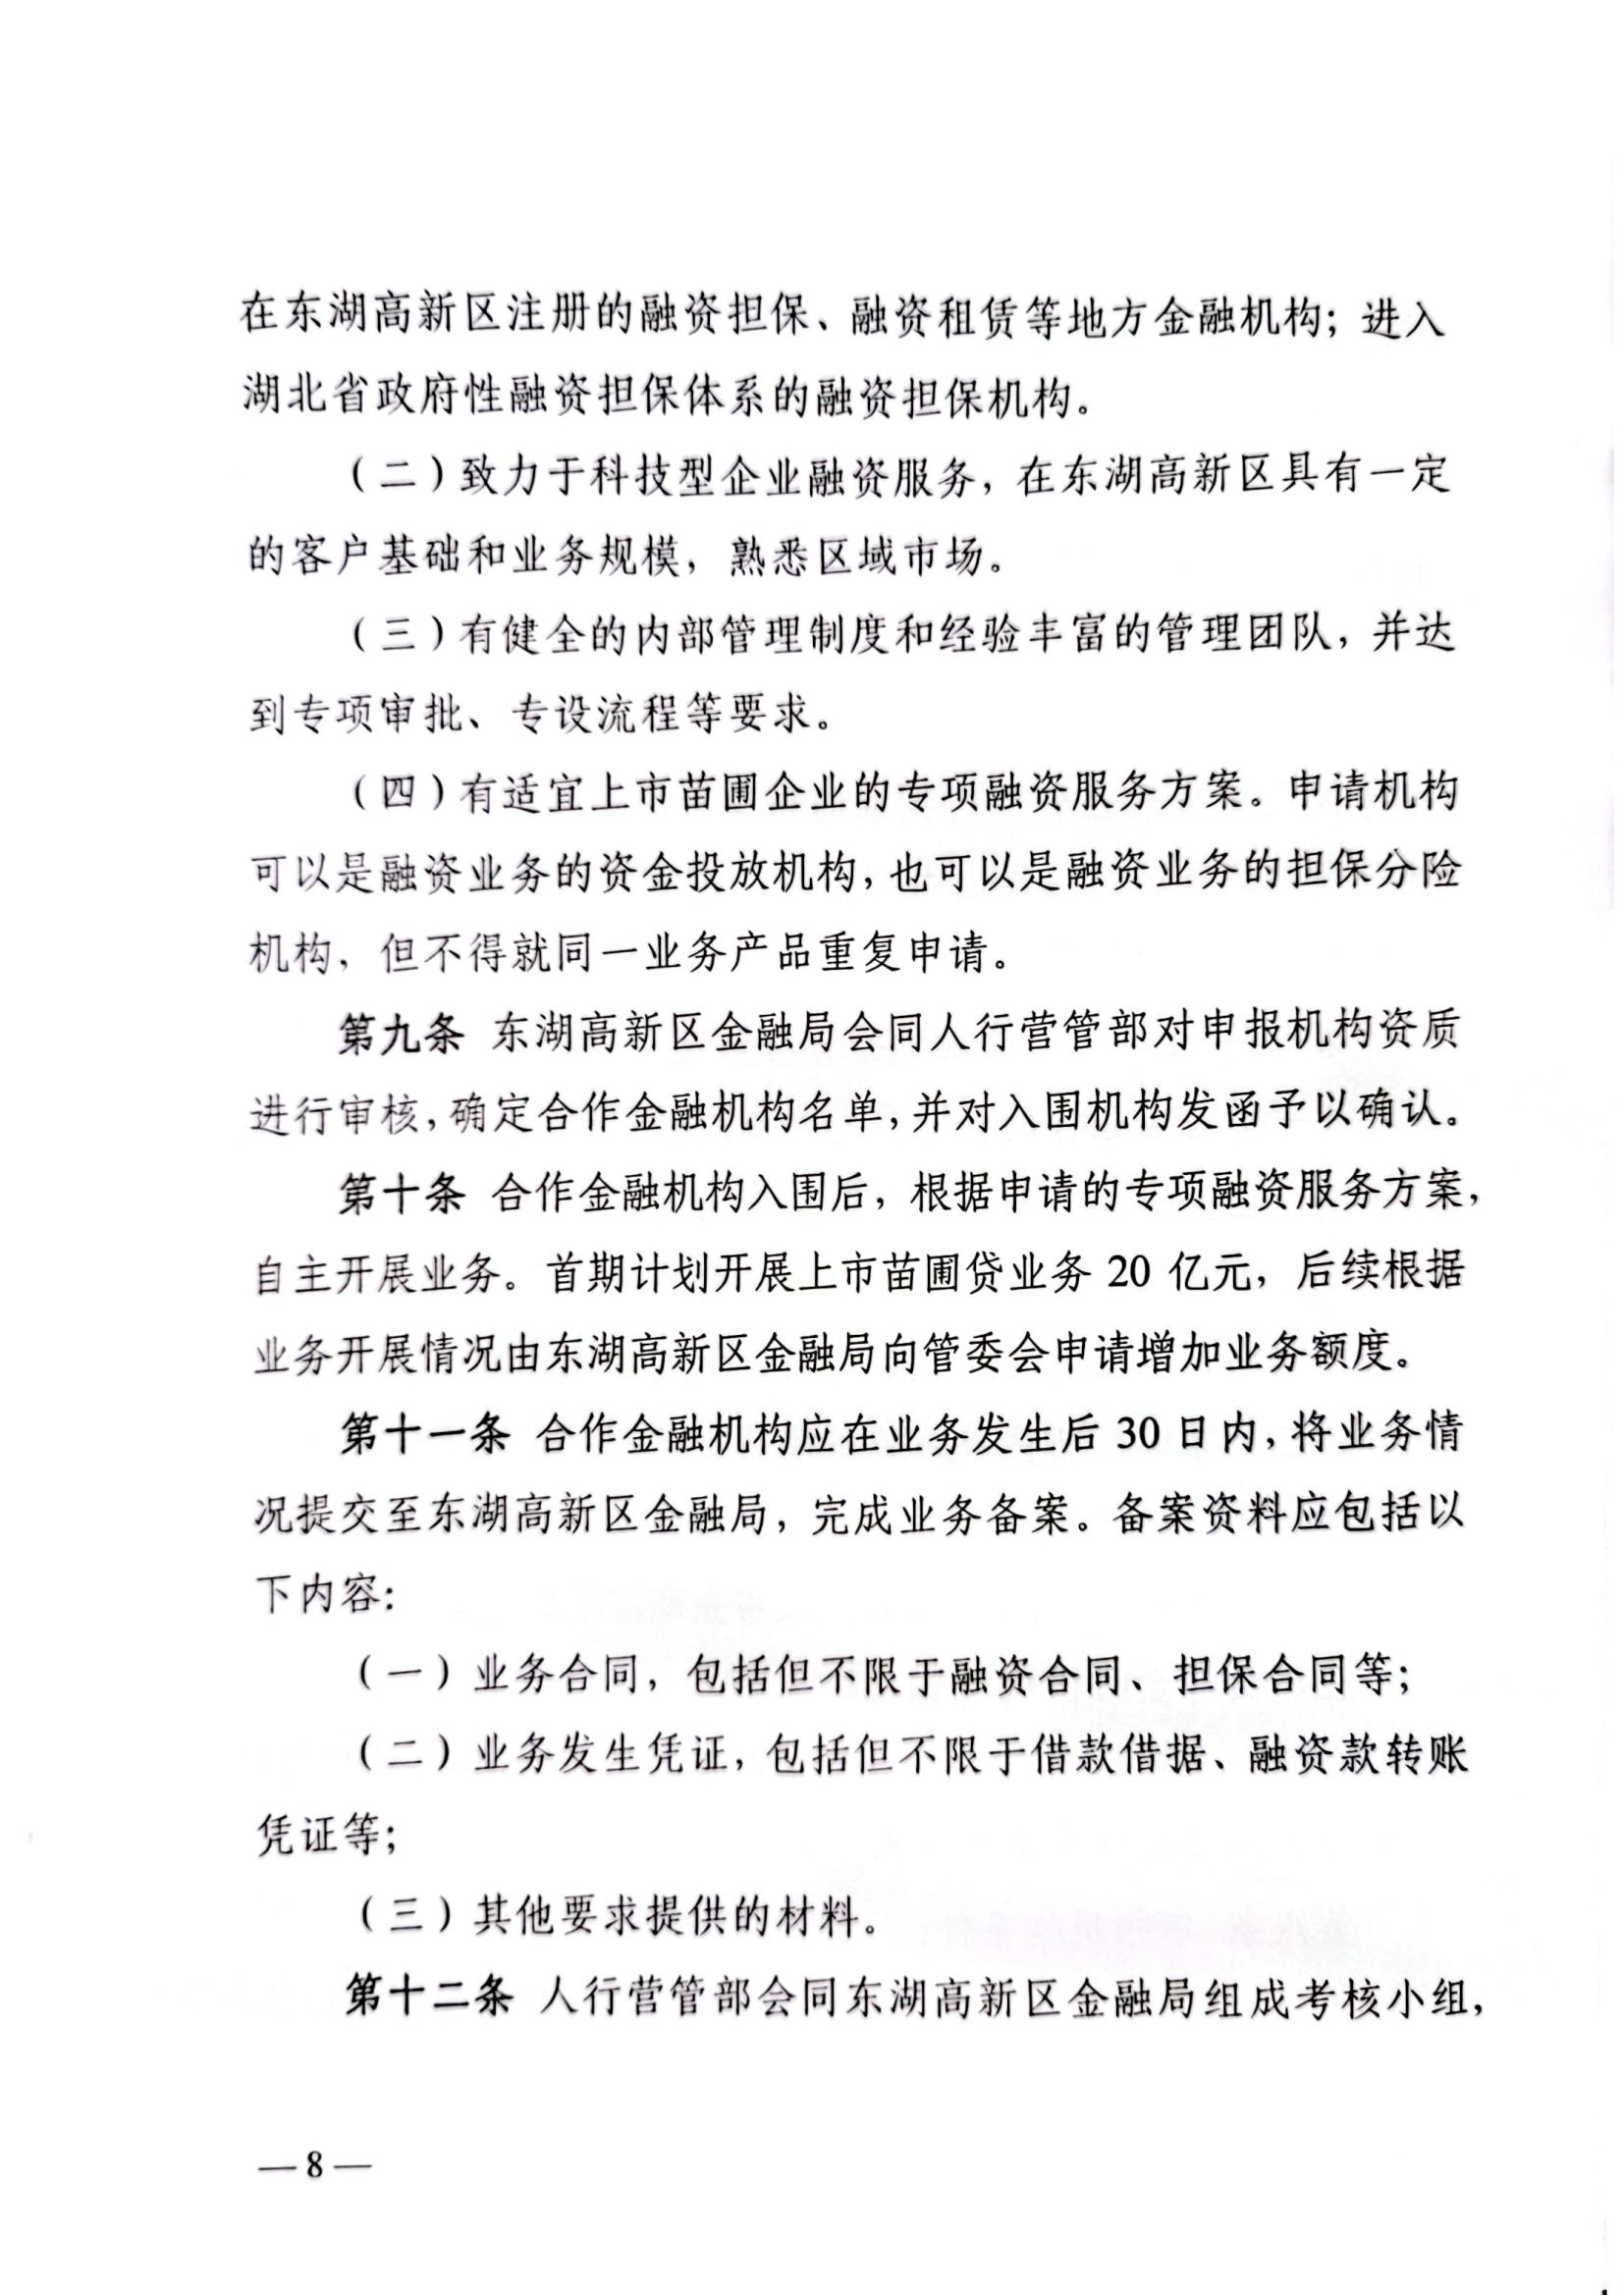 在东湖高新区注册的融资担保、融资租赁等地方金融机构；进入
湖北省政府性融资担保体系的融资担保机构。
（二）致力于科技型企业融资服务，在东湖高新区具有一定
的客户基础和业务规模，熟悉区域市场。
（三）有健全的内部管理制度和经验丰富的管理团队，并达
到专项审批、专设流程等要求。
（四）有适宜上市苗圃企业的专项融资服务方案。申请机构
可以是融资业务的资金投放机构，也可以是融资业务的担保分险
机构，但不得就同一业务产品重复申请。
第九条 东湖高新区金融局会同人行营管部对申报机构资质
进行审核，确定合作金融机构名单，并对入围机构发函予以确认。
第十条 合作金融机构入围后，根据申请的专项融资服务方案，
自主开展业务。首期计划开展上市苗圃贷业务 20 亿元，后续根据
业务开展情况由东湖高新区金融局向管委会申请增加业务额度。
第十一条 合作金融机构应在业务发生后 30 日内，将业务情
况提交至东湖高新区金融局，完成业务备案。备案资料应包括以
下内容：
（一）业务合同，包括但不限于融资合同、担保合同等；
（二）业务发生凭证，包括但不限于借款借据、融资款转账
凭证等；
（三）其他要求提供的材料。
第十二条 人行营管部会同东湖高新区金融局组成考核小组，
— 8 —